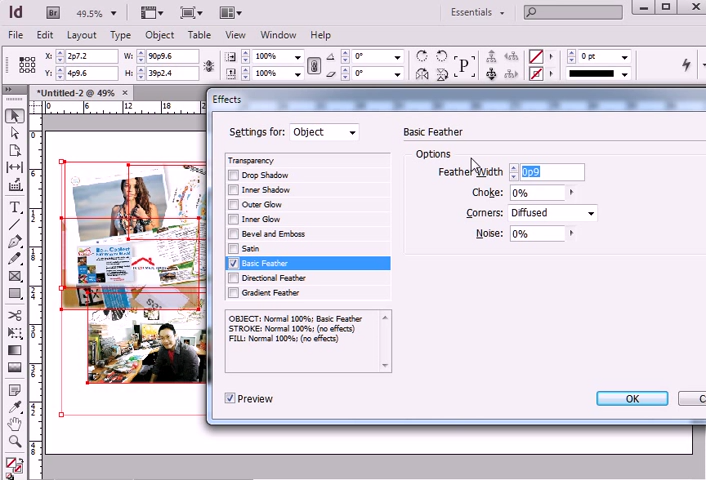 Id Br 49.5% Essentials
File Edit Layout Type Object Table View Window Help
X: 2p7.2 W: 90p9.6 100% 0° P 0 pt
Y: 4p9.6 H: 39p2.4 100% 0°
*Untitled-2 @ 49% ×
Effects
Settings for: Object
Basic Feather
Transparency
Drop Shadow
Inner Shadow
Outer Glow
Inner Glow
Bevel and Emboss
Satin
Basic Feather
Directional Feather
Gradient Feather
Options
Feather Width 0p9
Choke: 0%
Corners: Diffused
Noise: 0%
OBJECT: Normal 100%; Basic Feather
STROKE: Normal 100%; (no effects)
FILL: Normal 100%; (no effects)
Preview
OK